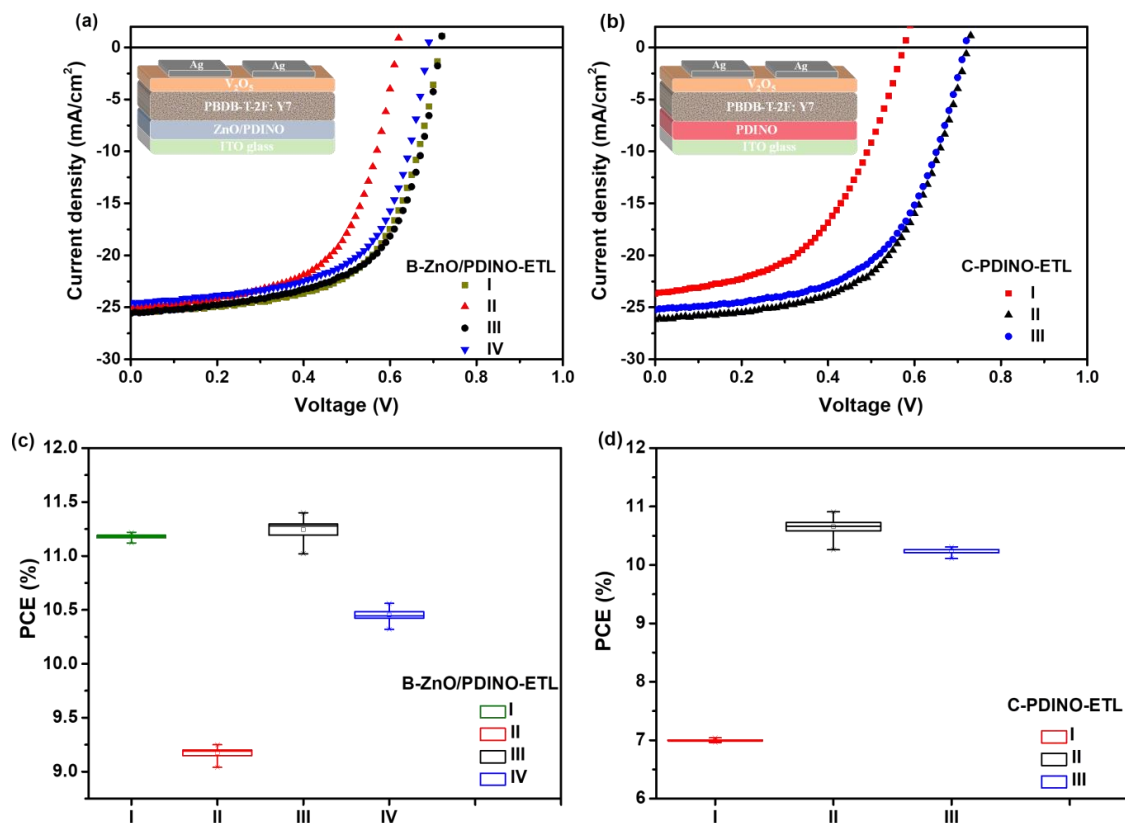 (a)
Current density (mA/cm²)
5
0
-5
-10
-15
-20
-25
-30
0.0 0.2 0.4 0.6 0.8 1.0
Voltage (V)
Ag Ag
V₂O₅
PBDB-T-2F: Y7
ZnO/PDINO
ITO glass
B-ZnO/PDINO-ETL
I
II
III
IV
(b)
Current density (mA/cm²)
5
0
-5
-10
-15
-20
-25
-30
0.0 0.2 0.4 0.6 0.8 1.0
Voltage (V)
Ag Ag
V₂O₅
PBDB-T-2F: Y7
PDINO
ITO glass
C-PDINO-ETL
I
II
III
(c)
PCE (%)
12.0
11.5
11.0
10.5
10.0
9.5
9.0
I II III IV
B-ZnO/PDINO-ETL
I
II
III
IV
(d)
PCE (%)
12
11
10
9
8
7
6
I II III
C-PDINO-ETL
I
II
III